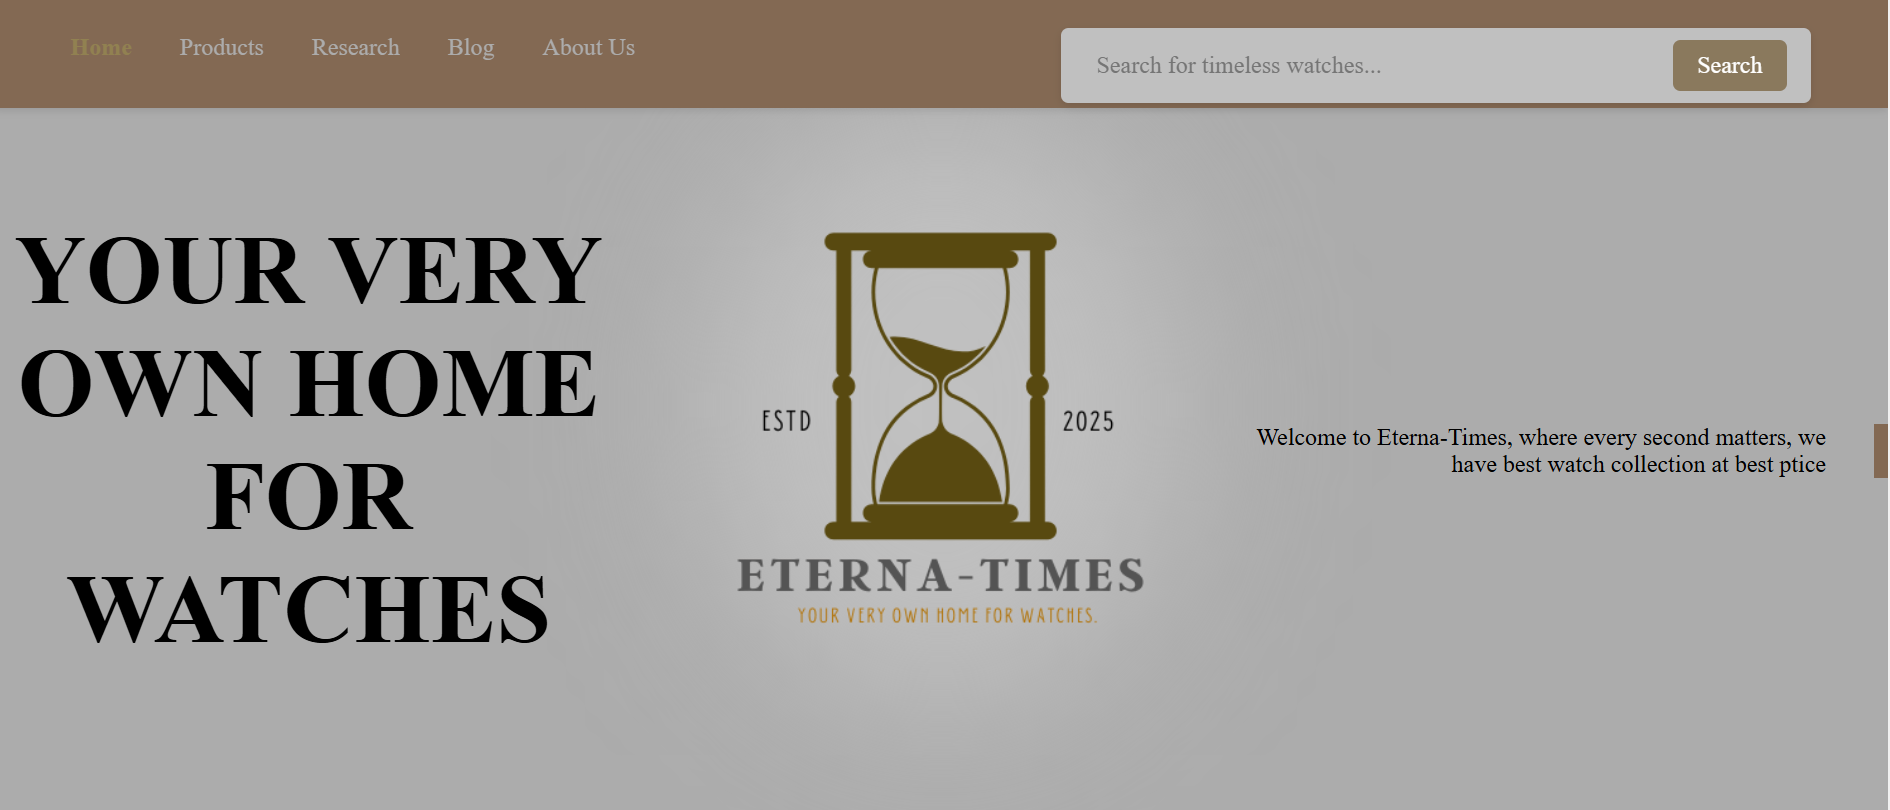 Home Products Research Blog About Us
Search for timeless watches... Search
YOUR VERY
OWN HOME
FOR
WATCHES
ESTD 2025
ETERNA-TIMES
YOUR VERY OWN HOME FOR WATCHES.
Welcome to Eterna-Times, where every second matters, we
have best watch collection at best ptice